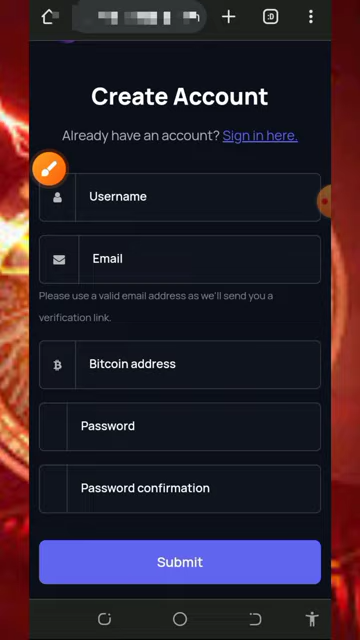 :D
Create Account
Already have an account? Sign in here.
Username
Email
Please use a valid email address as we'll send you a
verification link.
Bitcoin address
Password
Password confirmation
Submit